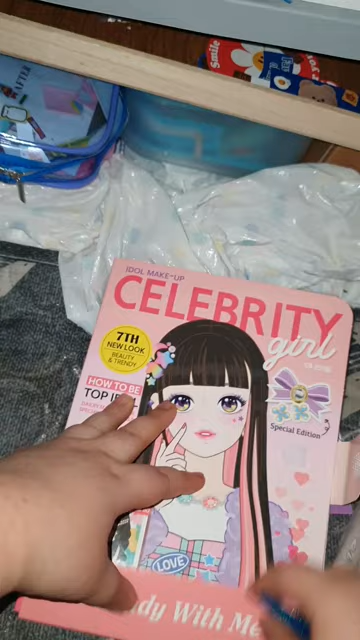 Smile
IDOL MAKE-UP
CELEBRITY
girl
7TH
NEW LOOK
BEAUTY
& TRENDY
HOW TO BE
TOP
Special Edition
LOVE
With Me